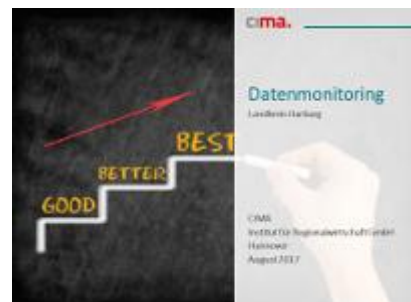 cima.
Datenmonitoring
Landkreis Harburg
BEST
BETTER
GOOD
CIMA
Institut für Regionalwirtschaft GmbH
Hannover
August 2017